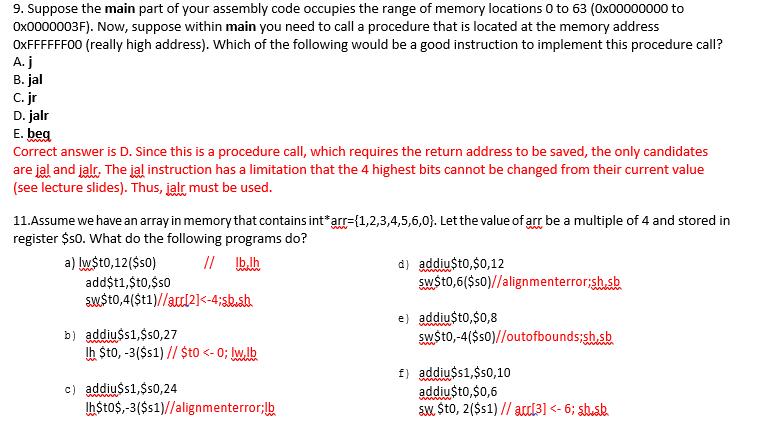 9. Suppose the main part of your assembly code occupies the range of memory locations 0 to 63 (0x00000000 to
0x0000003F). Now, suppose within main you need to call a procedure that is located at the memory address
0xFFFFFF00 (really high address). Which of the following would be a good instruction to implement this procedure call?
A. j
B. jal
C. jr
D. jalr
E. beq
Correct answer is D. Since this is a procedure call, which requires the return address to be saved, the only candidates
are jal and jalr. The jal instruction has a limitation that the 4 highest bits cannot be changed from their current value
(see lecture slides). Thus, jalr must be used.
11.Assume we have an array in memory that contains int*arr={1,2,3,4,5,6,0}. Let the value of arr be a multiple of 4 and stored in
register $s0. What do the following programs do?
a) lw$t0,12($s0) // lb,lh
add$t1,$t0,$s0
sw$t0,4($t1)//arr[2]<-4;sb,sh
b) addiu$s1,$s0,27
lh $t0, -3($s1) // $t0 <- 0; lw,lb
c) addiu$s1,$s0,24
lh$t0$,-3($s1)//alignmenterror;lb
d) addiu$t0,$0,12
sw$t0,6($s0)//alignmenterror;sh,sb
e) addiu$t0,$0,8
sw$t0,-4($s0)//outofbounds;sh,sb
f) addiu$s1,$s0,10
addiu$t0,$0,6
sw $t0, 2($s1) // arr[3] <- 6; sh,sb